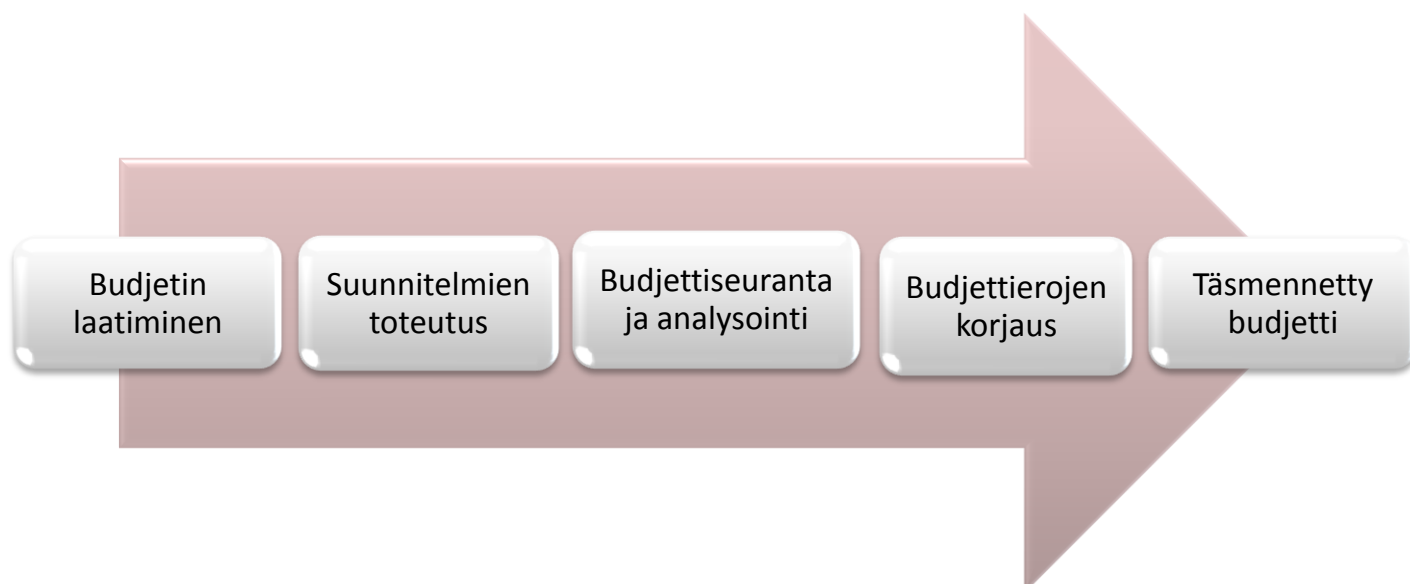 Budjetin
laatiminen
Suunnitelmien
toteutus
Budjettiseuranta
ja analysointi
Budjettierojen
korjaus
Täsmennetty
budjetti